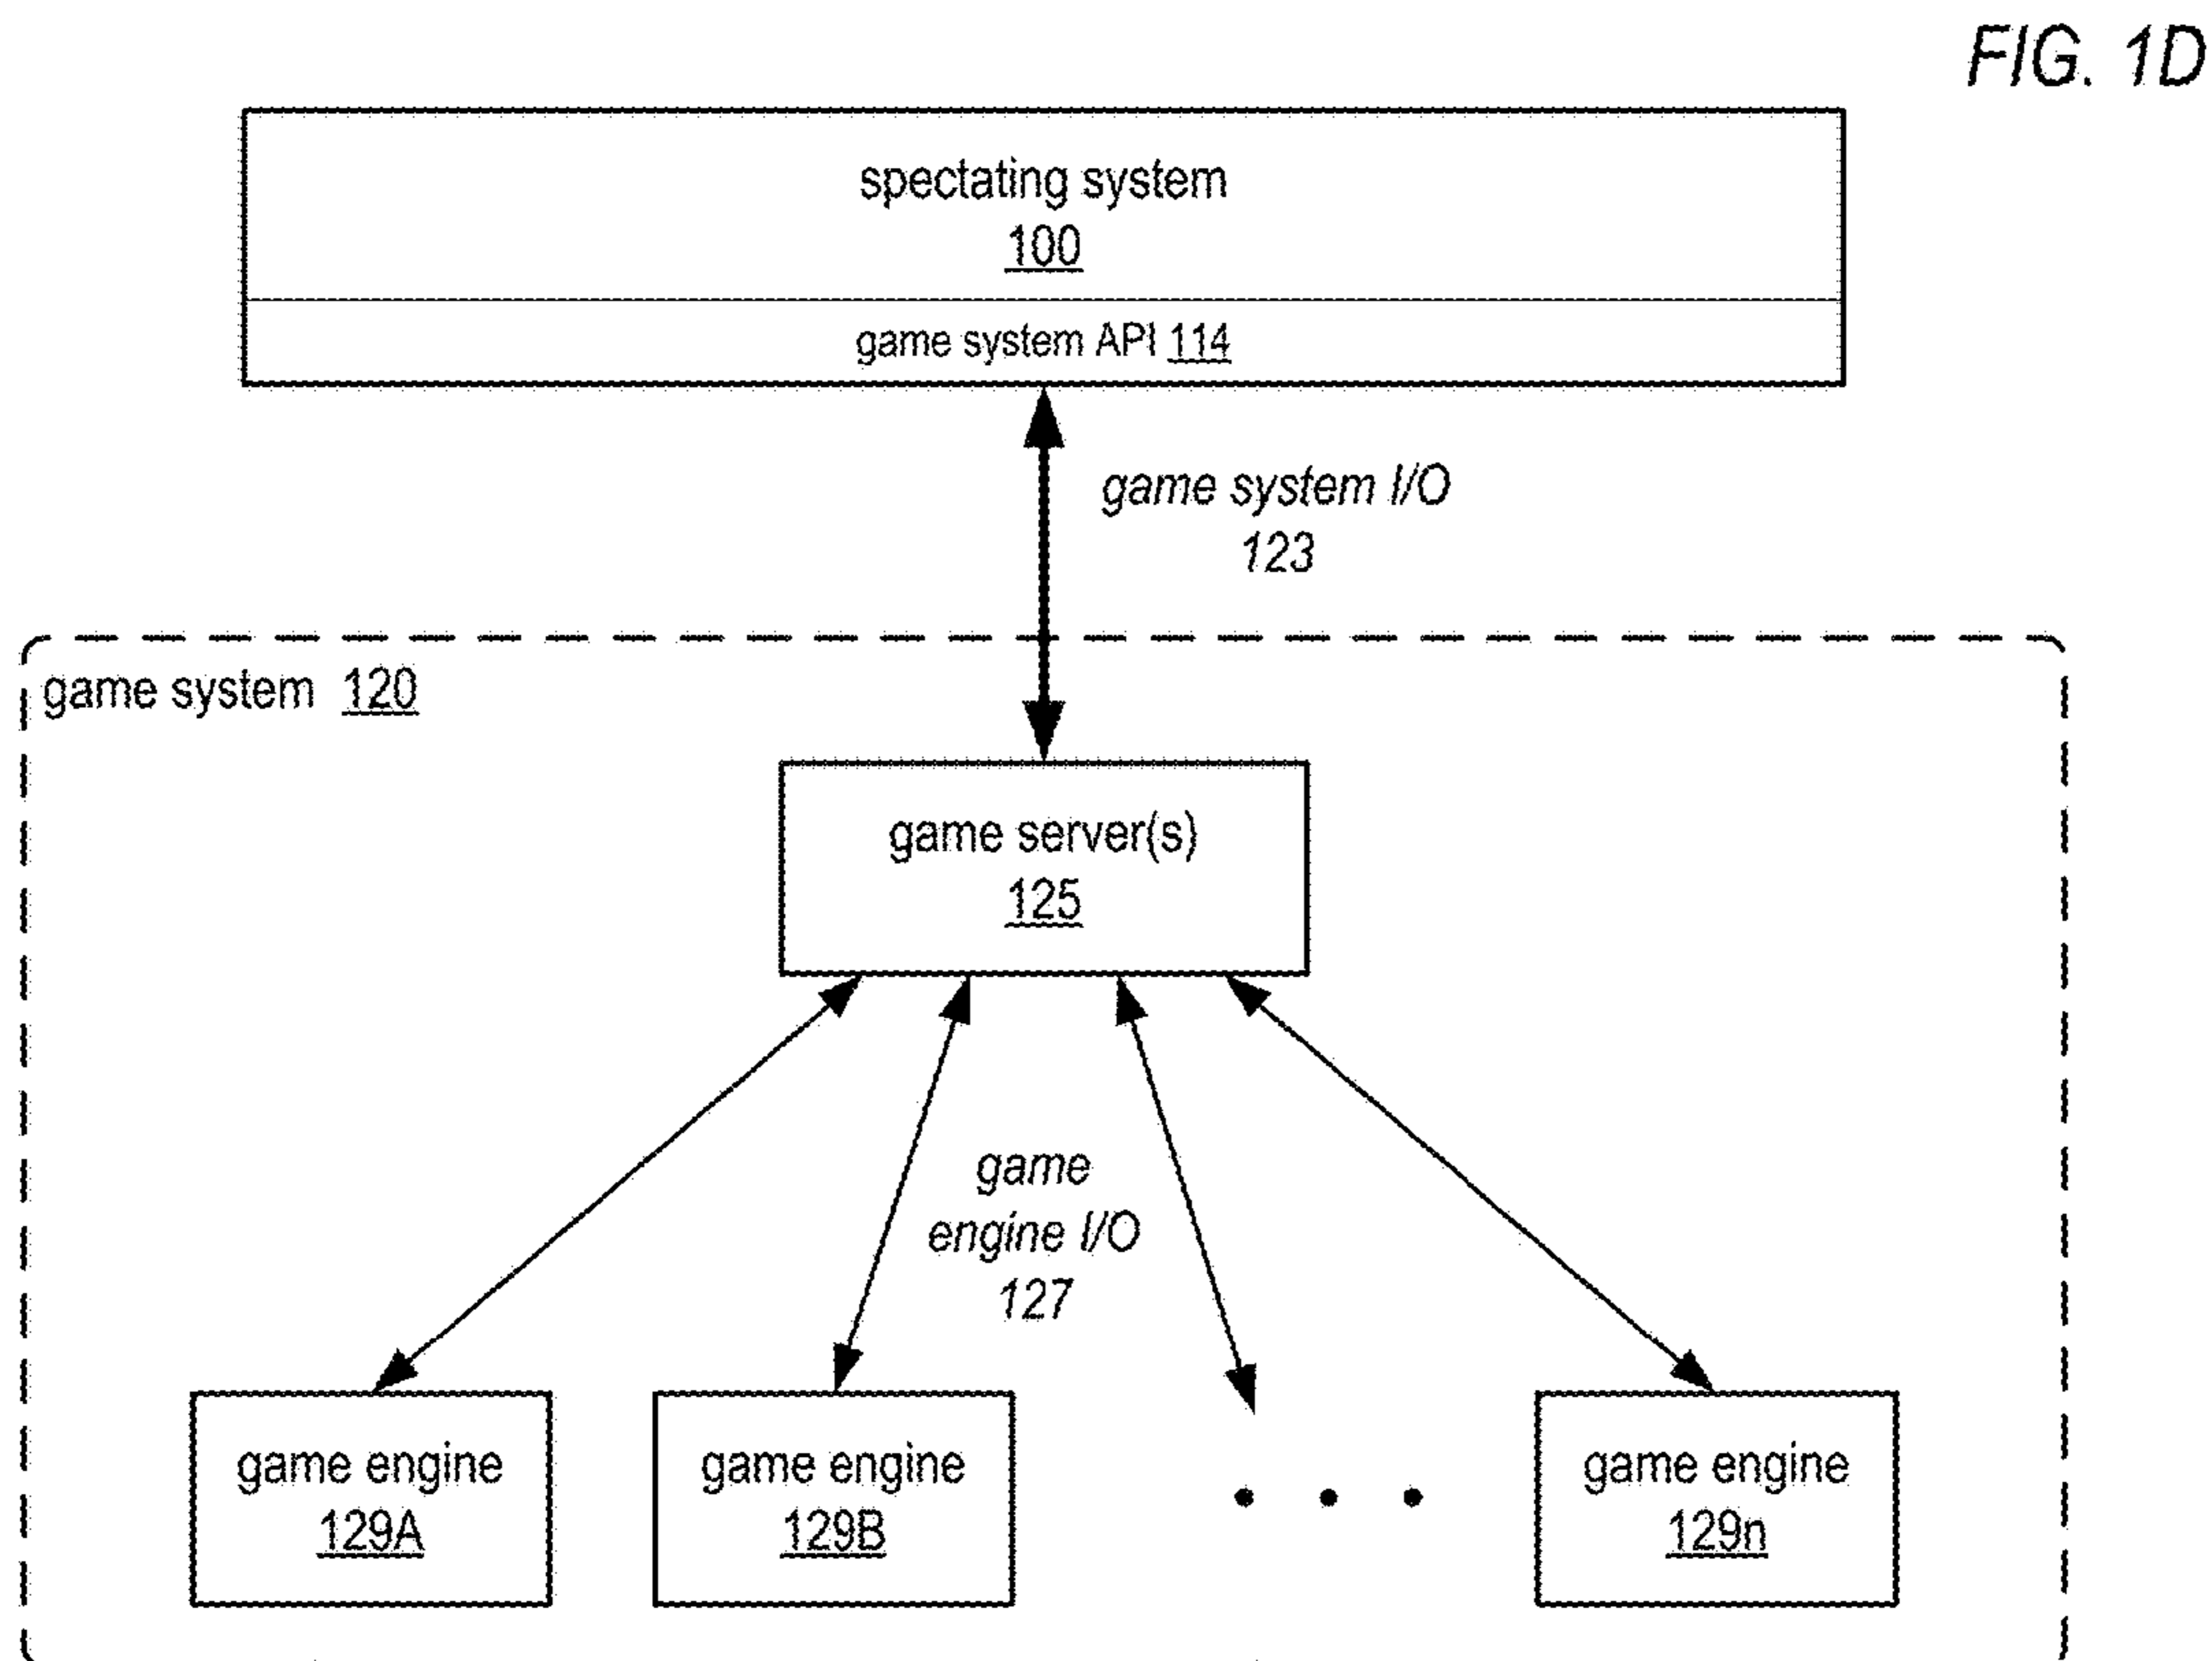 FIG. 1D
spectating system
100
game system API 114
game system I/O
123
game system 120
game server(s)
125
game
engine I/O
127
game engine
129A
game engine
129B
game engine
129n